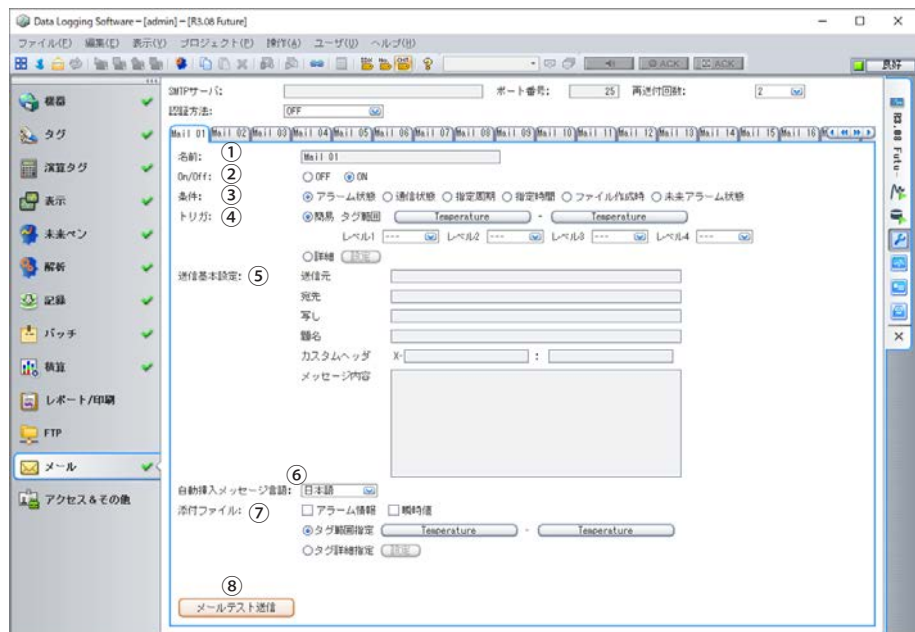 Data Logging Software - [admin] - [R3.08 Future]
ファイル(F) 編集(E) 表示(Y) プロジェクト(P) 操作(A) ユーザ(U) ヘルプ(H)
ACK ACK 良好
SMTPサーバ: ポート番号: 25 再送付回数: 2
認証方法: OFF
Mail 01 Mail 02 Mail 03 Mail 04 Mail 05 Mail 06 Mail 07 Mail 08 Mail 09 Mail 10 Mail 11 Mail 12 Mail 13 Mail 14 Mail 15 Mail 16
名前: ① Mail 01
On/Off: ② OFF ON
条件: ③ アラーム状態 通信状態 指定周期 指定時間 ファイル作成時 未来アラーム状態
トリガ: ④ 簡易 タグ範囲 Temperature - Temperature
レベル1 --- レベル2 --- レベル3 --- レベル4 ---
詳細 設定
送信基本設定: ⑤ 送信元
宛先
写し
題名
カスタムヘッダ X- :
メッセージ内容
⑥
自動挿入メッセージ言語: 日本語
添付ファイル: ⑦ アラーム情報 瞬時値
タグ範囲指定 Temperature - Temperature
タグ詳細指定 設定
⑧
メールテスト送信
機器
タグ
演算タグ
表示
未来ペン
解析
記録
バッチ
積算
レポート/印刷
FTP
メール
アクセス&その他
R3.08 Futu-